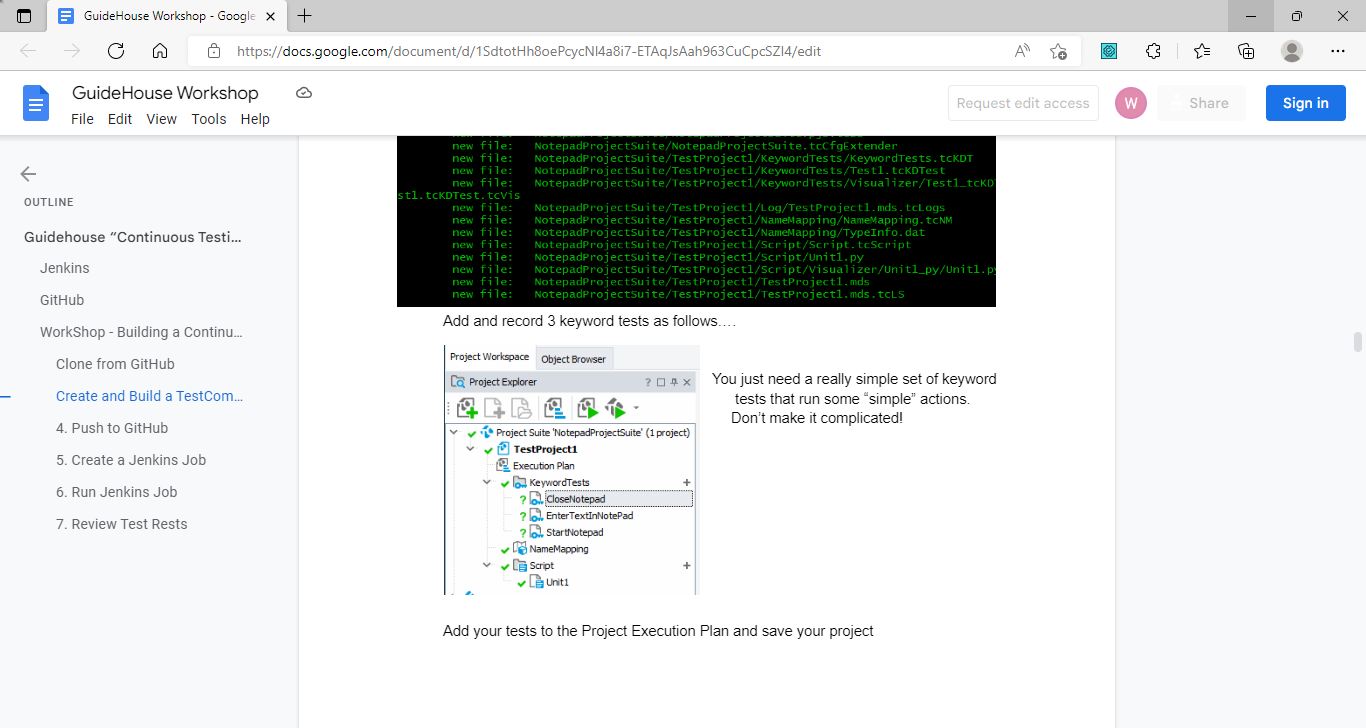 GuideHouse Workshop - Google
https://docs.google.com/document/d/1SdtotHh8oePcycNl4a8i7-ETAqJsAah963CuCpcSZI4/edit
GuideHouse Workshop
File Edit View Tools Help
Request edit access
W
Share
Sign in
OUTLINE
Guidehouse “Continuous Testi...
Jenkins
GitHub
WorkShop - Building a Continu...
Clone from GitHub
Create and Build a TestCom...
4. Push to GitHub
5. Create a Jenkins Job
6. Run Jenkins Job
7. Review Test Rests
new file: NotepadProjectSuite/NotepadProjectSuite.tcCfgExtender
new file: NotepadProjectSuite/TestProject1/KeywordTests/KeywordTests.tcKDT
new file: NotepadProjectSuite/TestProject1/KeywordTests/Test1.tcKDTest
new file: NotepadProjectSuite/TestProject1/KeywordTests/Visualizer/Test1_tcKD
st1.tcKDTest.tcVis
new file: NotepadProjectSuite/TestProject1/Log/TestProject1.mds.tcLogs
new file: NotepadProjectSuite/TestProject1/NameMapping/NameMapping.tcNM
new file: NotepadProjectSuite/TestProject1/NameMapping/TypeInfo.dat
new file: NotepadProjectSuite/TestProject1/Script/Script.tcScript
new file: NotepadProjectSuite/TestProject1/Script/Unit1.py
new file: NotepadProjectSuite/TestProject1/Script/Visualizer/Unit1_py/Unit1.py
new file: NotepadProjectSuite/TestProject1/TestProject1.mds
new file: NotepadProjectSuite/TestProject1/TestProject1.mds.tcLS
Add and record 3 keyword tests as follows….
Project Workspace Object Browser
Project Explorer
Project Suite 'NotepadProjectSuite' (1 project)
TestProject1
Execution Plan
KeywordTests
CloseNotepad
EnterTextInNotePad
StartNotepad
NameMapping
Script
Unit1
You just need a really simple set of keyword
tests that run some “simple” actions.
Don’t make it complicated!
Add your tests to the Project Execution Plan and save your project